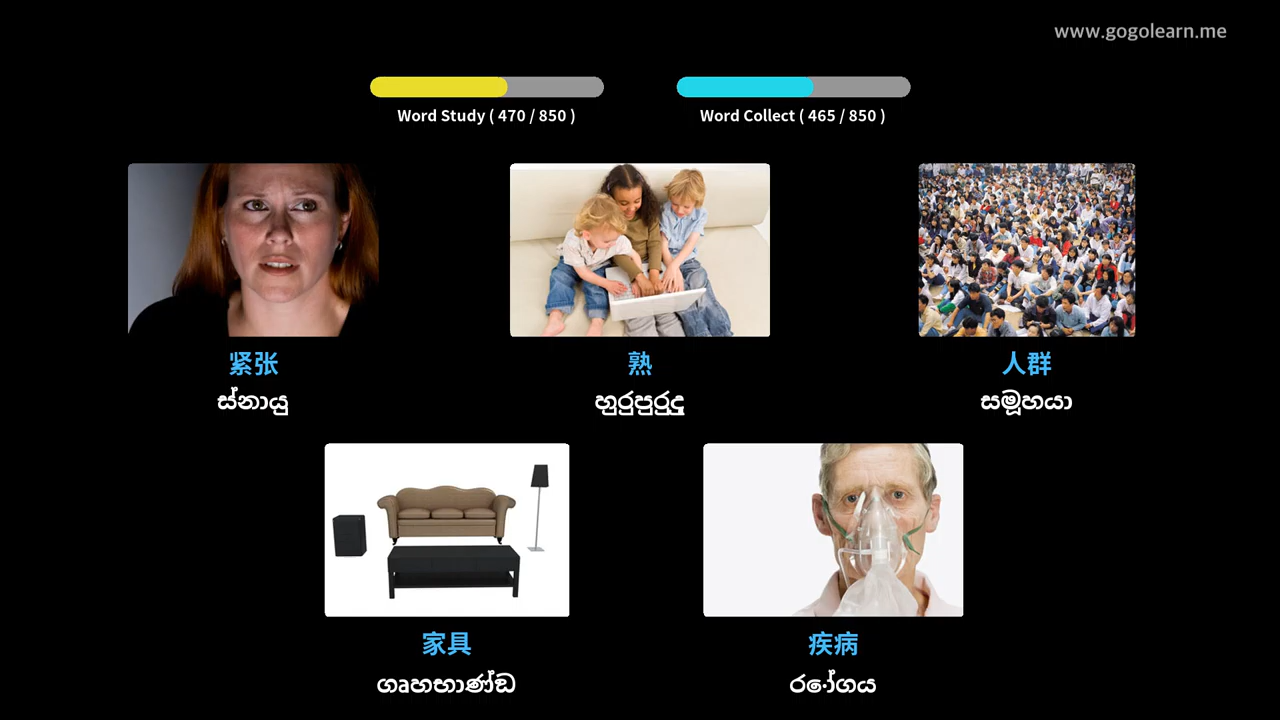 www.gogolearn.me
Word Study ( 470 / 850 )
Word Collect ( 465 / 850 )
紧张
ස්නායු
熟
හුරුපුරුදු
人群
සමූහයා
家具
ගෘහභාණ්ඩ
疾病
රෝගය